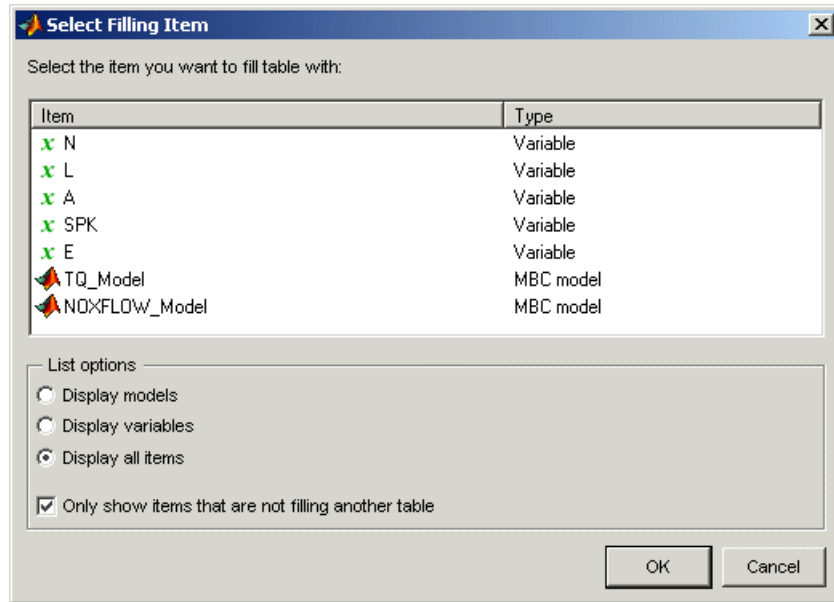 Select Filling Item
Select the item you want to fill table with:
Item Type
x N Variable
x L Variable
x A Variable
x SPK Variable
x E Variable
TQ_Model MBC model
NOXFLOW_Model MBC model
List options
Display models
Display variables
Display all items
Only show items that are not filling another table
OK Cancel